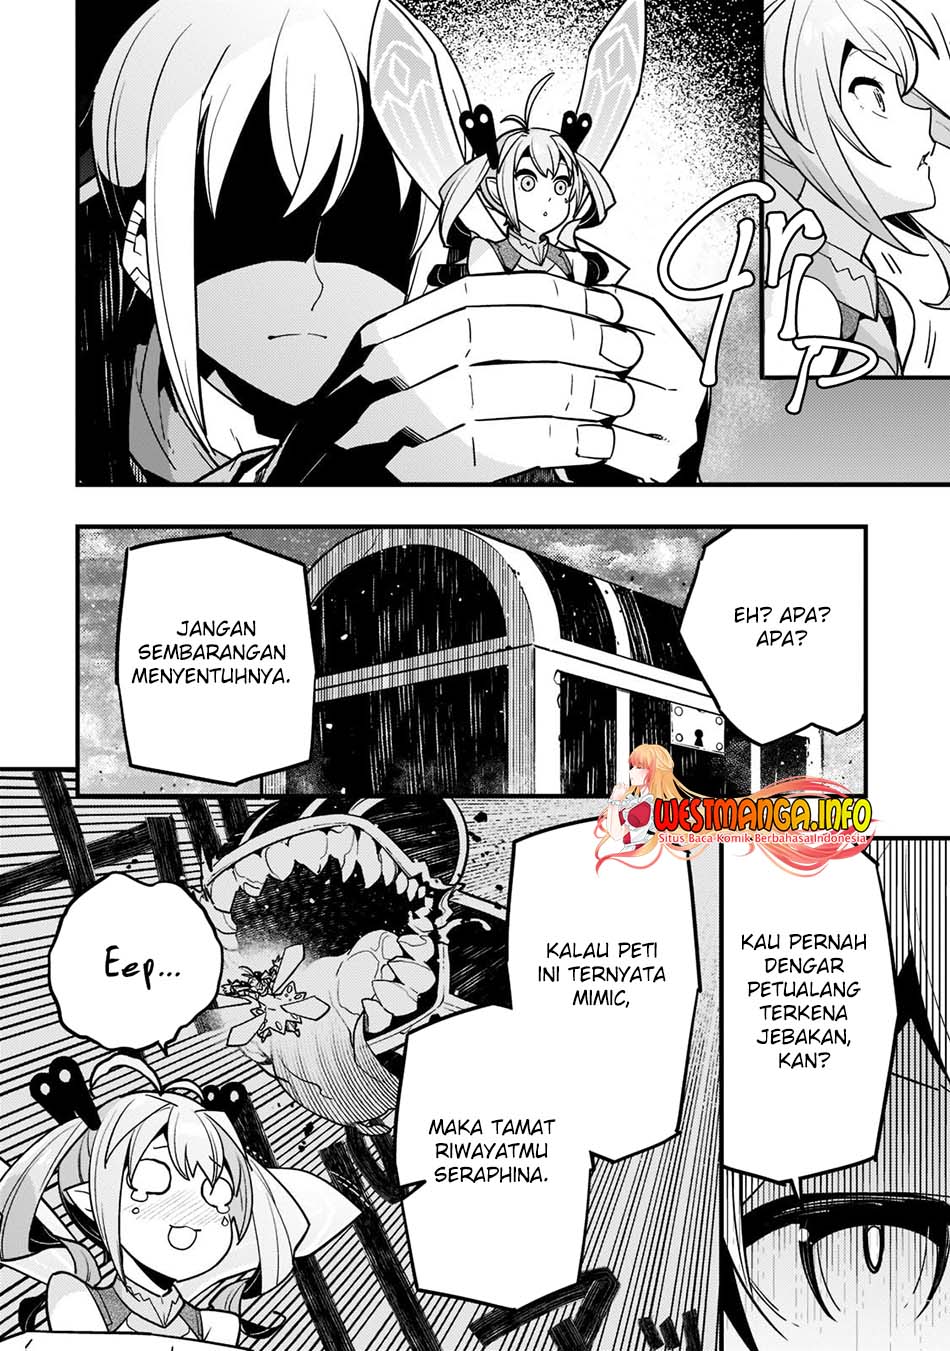 Grip
EH? APA?
APA?
JANGAN
SEMBARANGAN
MENYENTUHNYA.
WESTMANGA.INFO
Situs Baca Komik Berbahasa Indonesia
KAU PERNAH
DENGAR
PETUALANG
TERKENA
JEBAKAN,
KAN?
KALAU PETI
INI TERNYATA
MIMIC,
MAKA TAMAT
RIWAYATMU
SERAPHINA.
Eep...